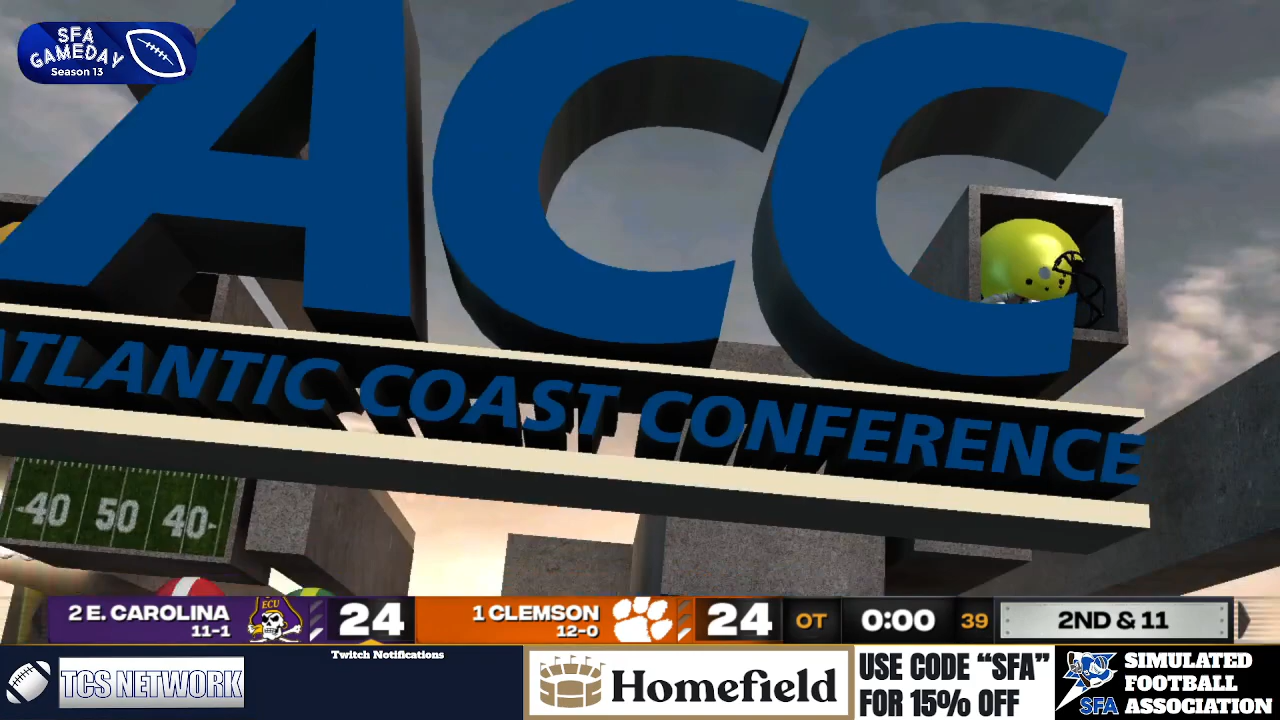 SFA
GAMEDAY
Season 13
ACC
ATLANTIC COAST CONFERENCE
-40 50 40-
2 E. CAROLINA
11-1
ECU
24
1 CLEMSON
12-0
24
OT
0:00
39
2ND & 11
Twitch Notifications
TCS NETWORK
Homefield
USE CODE “SFA”
FOR 15% OFF
SFA
SIMULATED
FOOTBALL
ASSOCIATION